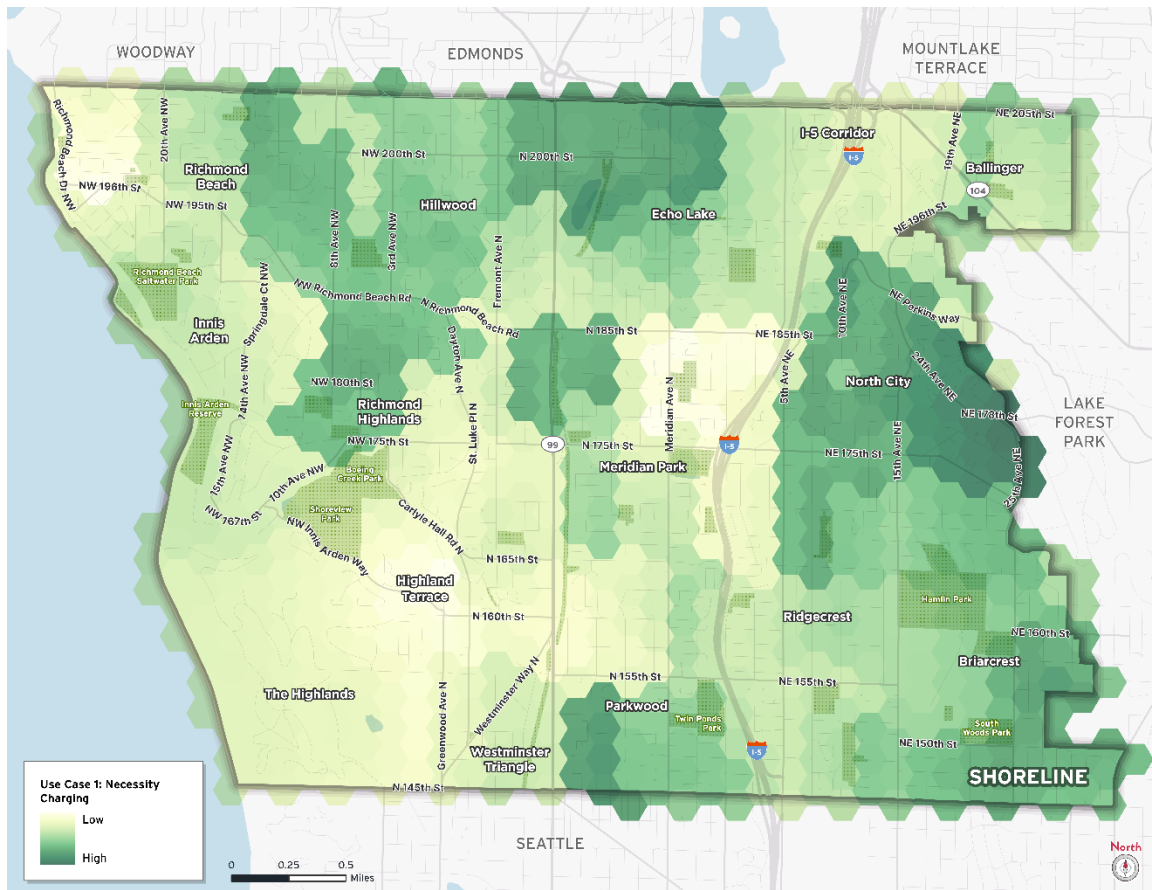 WOODWAY
EDMONDS
MOUNTLAKE
TERRACE
Richmond Beach Dr NW
20th Ave NW
NE 205th St
I-5 Corridor
I-5
19th Ave NE
Ballinger
104
NW 200th St
N 200th St
Richmond
Beach
NW 196th St
NW 195th St
Hillwood
Echo Lake
NE 196th St
8th Ave NW
3rd Ave NW
Fremont Ave N
Richmond Beach
Saltwater Park
NW Richmond Beach Rd
N Richmond Beach Rd
10th Ave NE
NE Perkins Way
Innis
Arden
Springdale Ct NW
N 185th St
NE 185th St
Dayton Ave N
5th Ave NE
24th Ave NE
North City
NW 180th St
14th Ave NW
Meridian Ave N
Innis Arden
Reserve
Richmond
Highlands
St. Luke Pl N
NE 178th St
LAKE
FOREST
PARK
NW 175th St
99
N 175th St
I-5
NE 175th St
15th Ave NE
Meridian Park
15th Ave NW
10th Ave NW
Boeing
Creek Park
25th Ave NE
NW 167th St
Shoreview
Park
Carlyle Hall Rd N
NW Innis Arden Way
N 165th St
Highland
Terrace
Hamlin Park
N 160th St
Ridgecrest
NE 160th St
Briarcrest
The Highlands
Greenwood Ave N
Westminster Way N
N 155th St
NE 155th St
Parkwood
Twin Ponds
Park
South
Woods Park
NE 150th St
Westminster
Triangle
I-5
SHORELINE
N 145th St
Use Case 1: Necessity
Charging
Low
High
SEATTLE
North
0 0.25 0.5
Miles